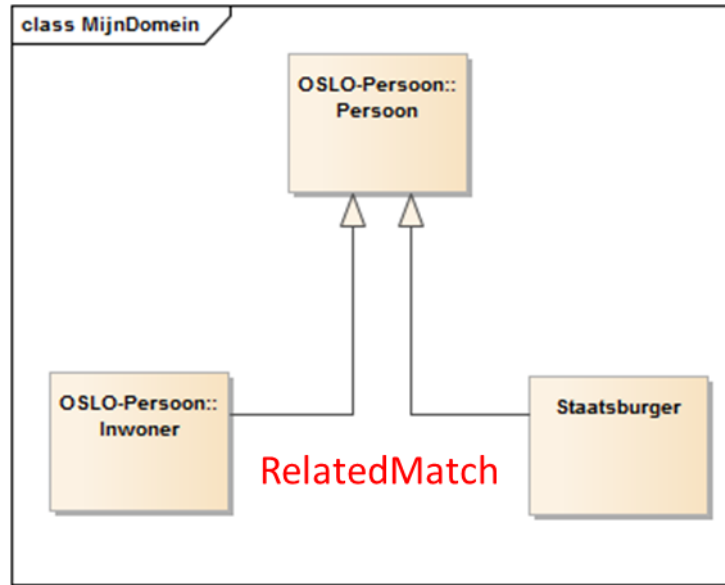 class MijnDomein
OSLO-Persoon::
Persoon
OSLO-Persoon::
Inwoner
Staatsburger
RelatedMatch